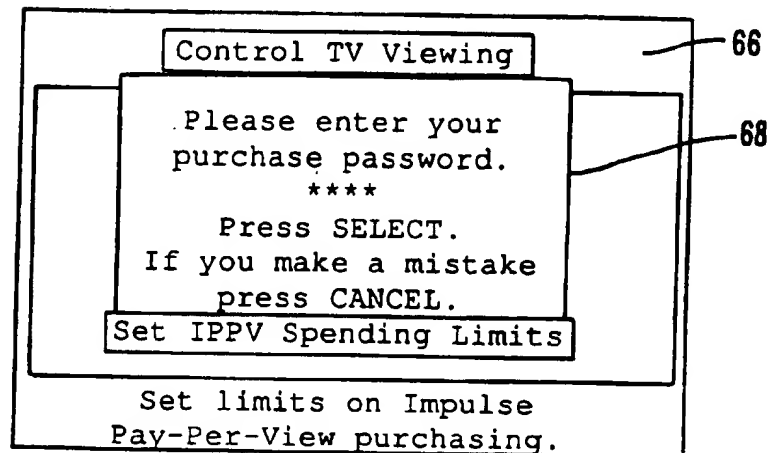 Control TV Viewing
66
Please enter your
68
purchase password.
****
Press SELECT.
If you make a mistake
press CANCEL.
Set IPPV Spending Limits
Set limits on Impulse
Pay-Per-View purchasing.